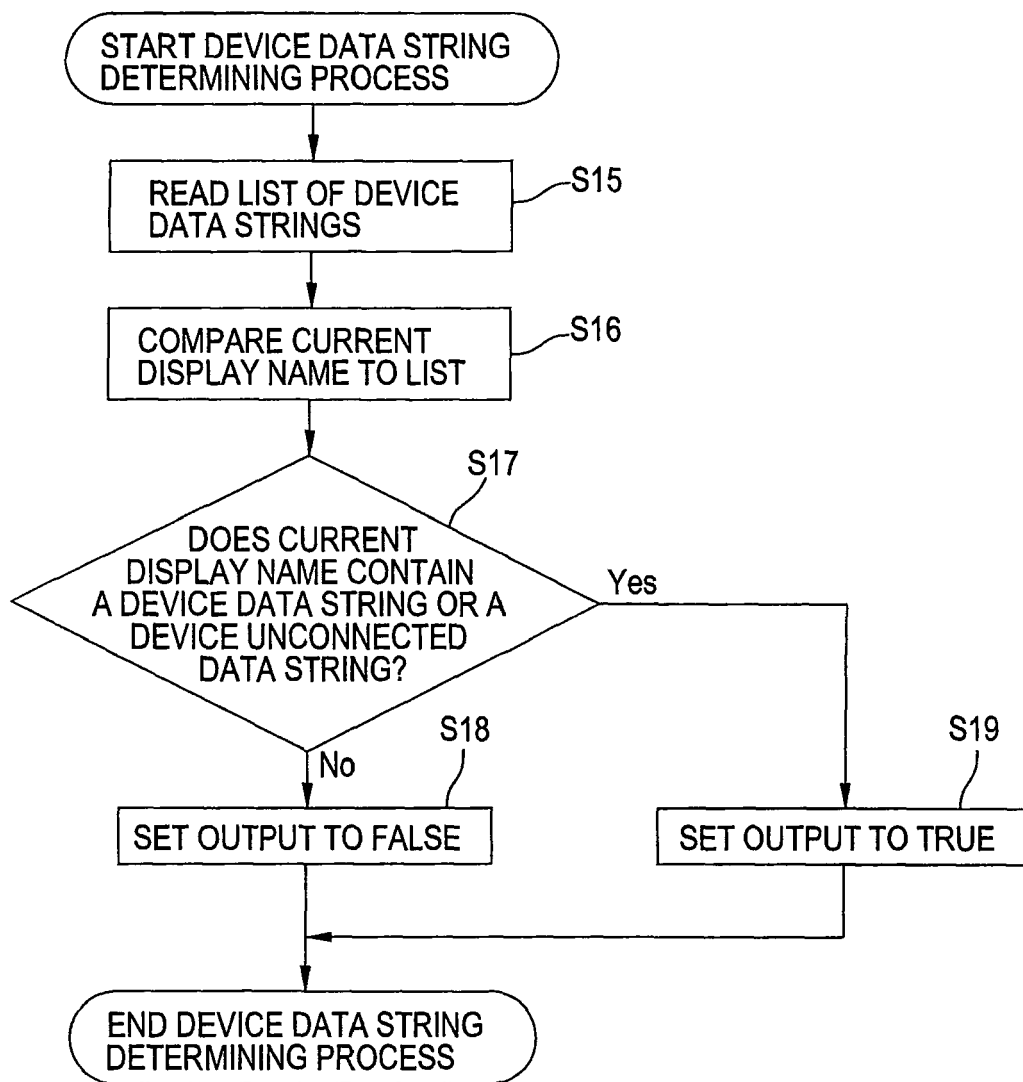 START DEVICE DATA STRING
DETERMINING PROCESS
READ LIST OF DEVICE
DATA STRINGS
S15
COMPARE CURRENT
DISPLAY NAME TO LIST
S16
S17
DOES CURRENT
DISPLAY NAME CONTAIN
A DEVICE DATA STRING OR A
DEVICE UNCONNECTED
DATA STRING?
Yes
No
S18
SET OUTPUT TO FALSE
S19
SET OUTPUT TO TRUE
END DEVICE DATA STRING
DETERMINING PROCESS